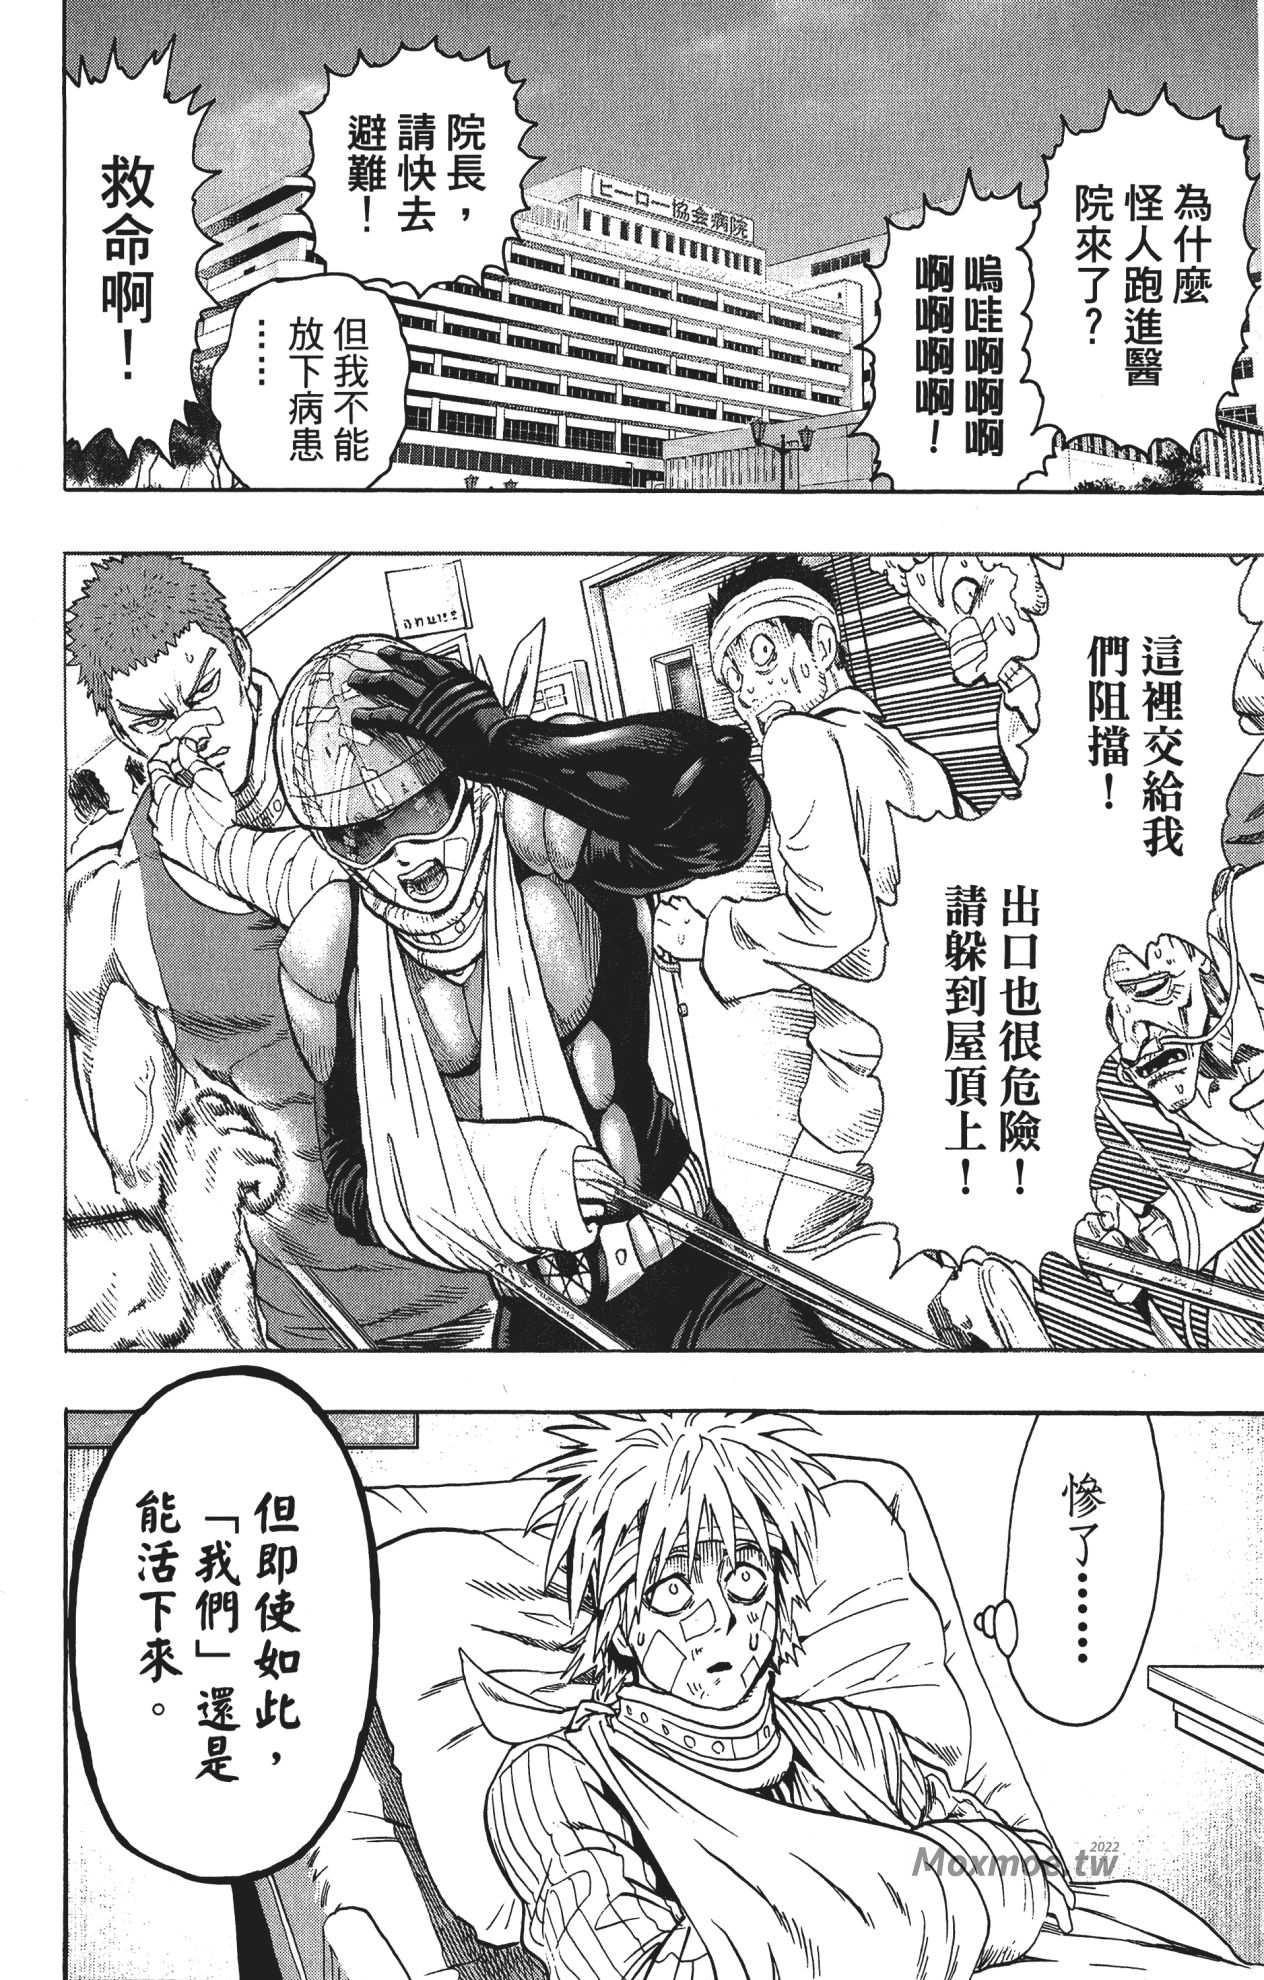 為什麼
怪人跑進醫
院來了？
嗚哇啊啊啊
啊啊啊啊！
ヒーロー協会病院
院長，
請快去
避難！
但我不能
放下病患
……
救命啊！
這裡交給我
們阻擋！
出口也很危險！
請躲到屋頂上！
慘了……
但即使如此，
「我們」還是
能活下來。
2022
Moxmoe.tw